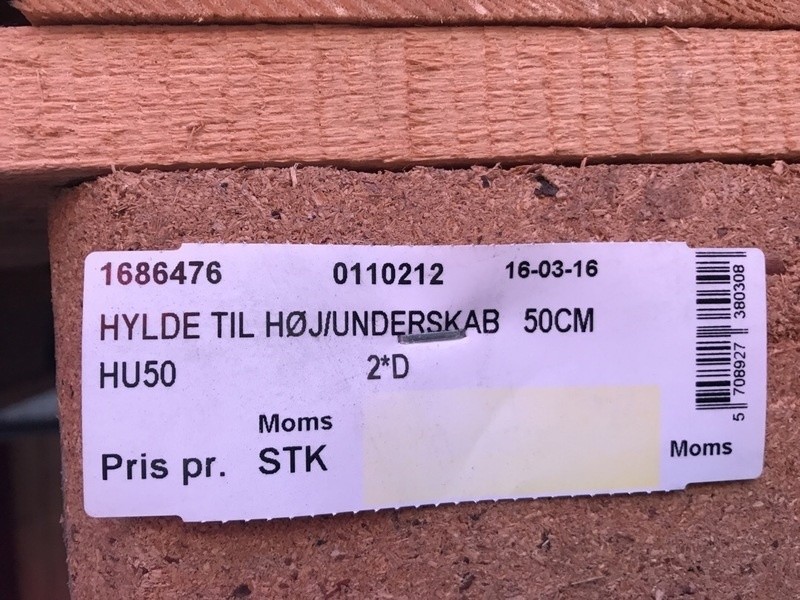 1686476 0110212 16-03-16
HYLDE TIL HØJ/UNDERSKAB 50CM
HU50 2*D
Moms
Pris pr. STK
Moms
5 708927 380308